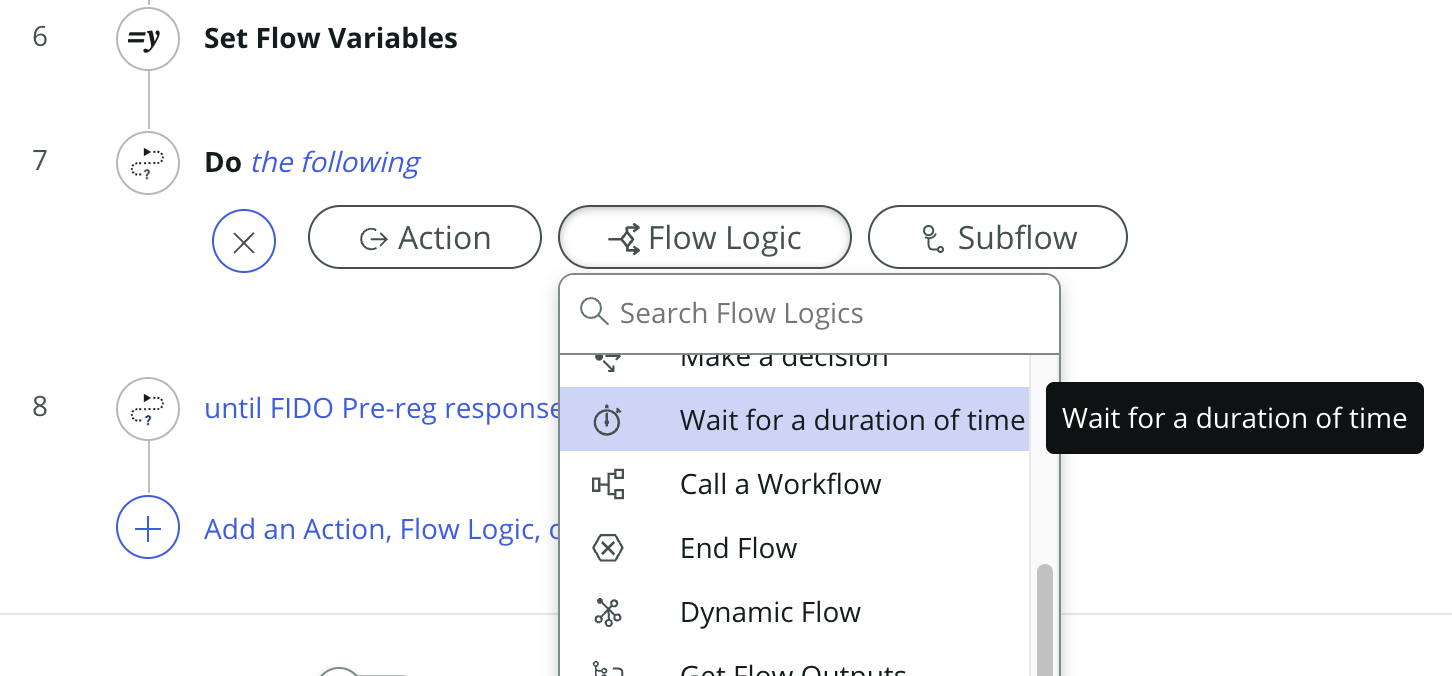 6
=y
Set Flow Variables
7
Do the following
Action
Flow Logic
Subflow
Search Flow Logics
Make a decision
Wait for a duration of time
Wait for a duration of time
8
until FIDO Pre-reg response
Call a Workflow
Add an Action, Flow Logic,
End Flow
Dynamic Flow
Get Flow Outputs